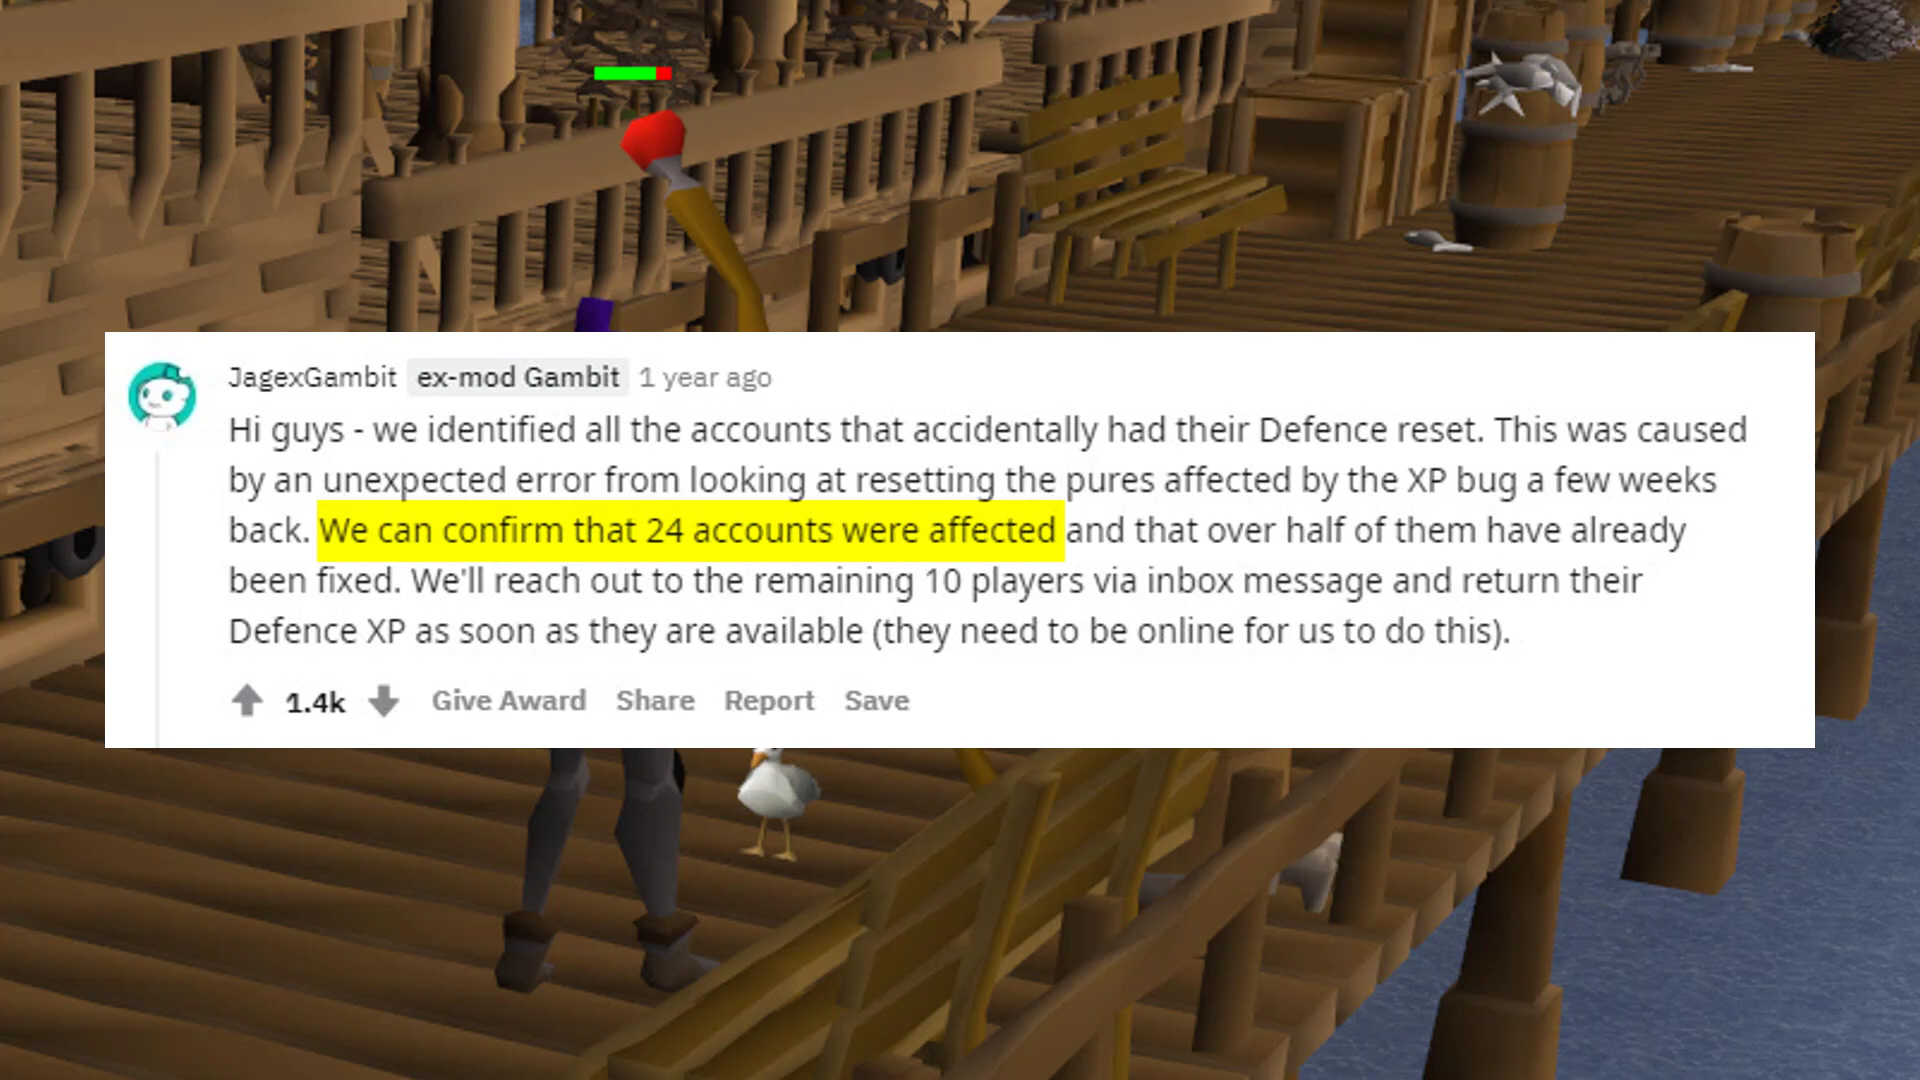 JagexGambit ex-mod Gambit 1 year ago
Hi guys - we identified all the accounts that accidentally had their Defence reset. This was caused
by an unexpected error from looking at resetting the pures affected by the XP bug a few weeks
back. We can confirm that 24 accounts were affected and that over half of them have already
been fixed. We'll reach out to the remaining 10 players via inbox message and return their
Defence XP as soon as they are available (they need to be online for us to do this).
1.4k Give Award Share Report Save